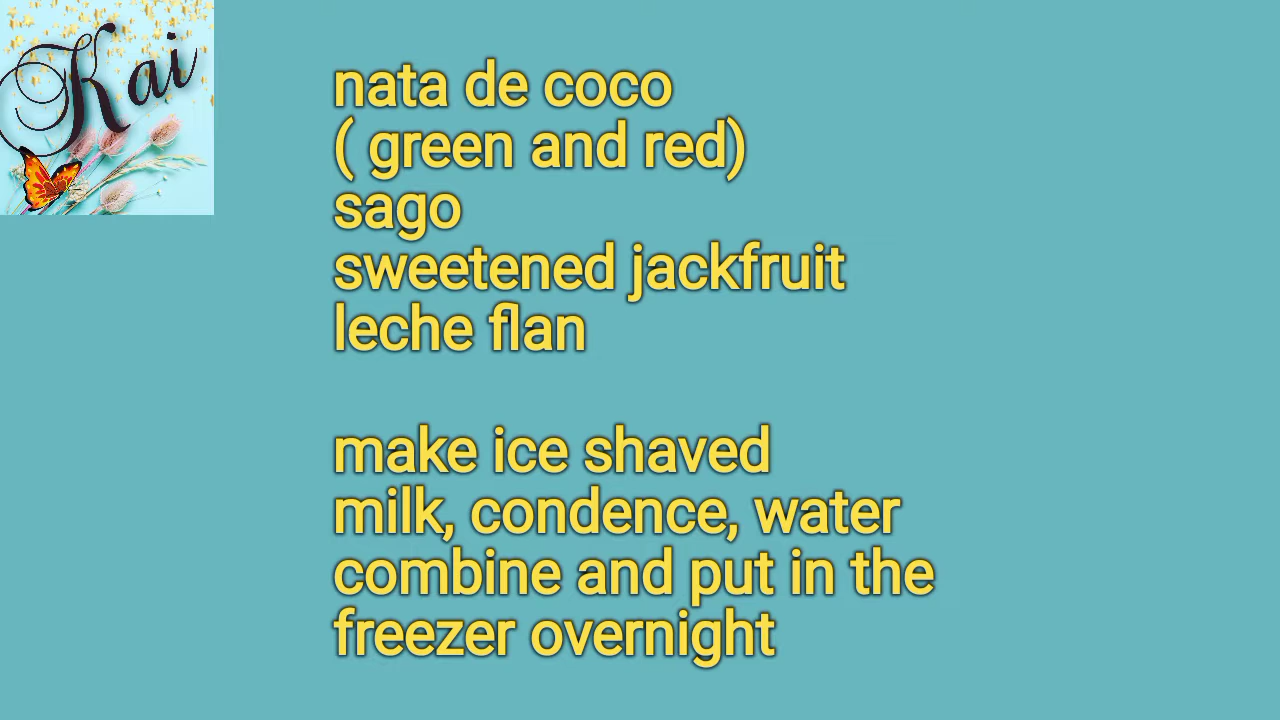 Kai
nata de coco
( green and red)
sago
sweetened jackfruit
leche flan
make ice shaved
milk, condence, water
combine and put in the
freezer overnight